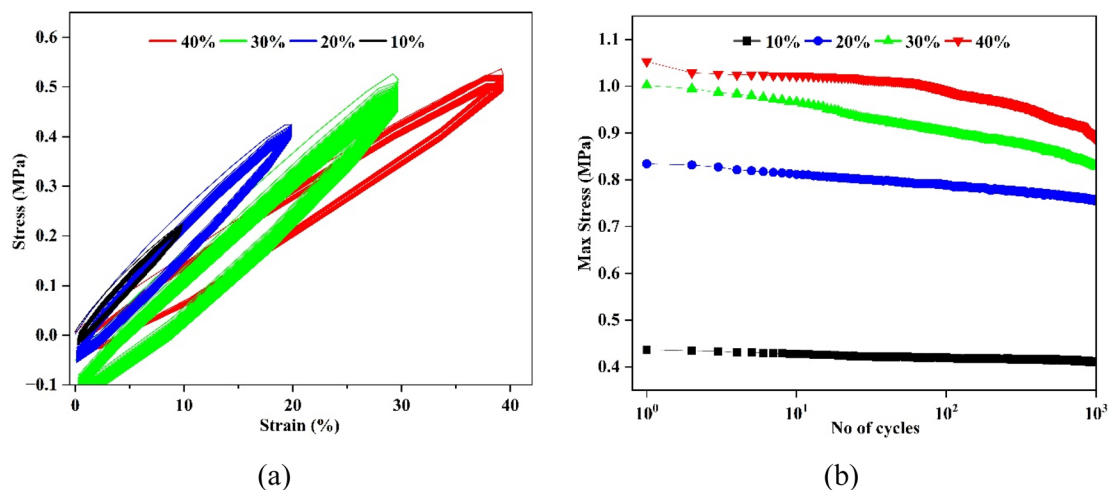 0.6
40% 30% 20% 10%
0.5
0.4
0.3
0.2
0.1
0.0
−0.1
Stress (MPa)
0 10 20 30 40
Strain (%)
(a)
1.1
10% 20% 30% 40%
1.0
0.9
0.8
0.7
0.6
0.5
0.4
Max Stress (MPa)
10⁰ 10¹ 10² 10³
No of cycles
(b)